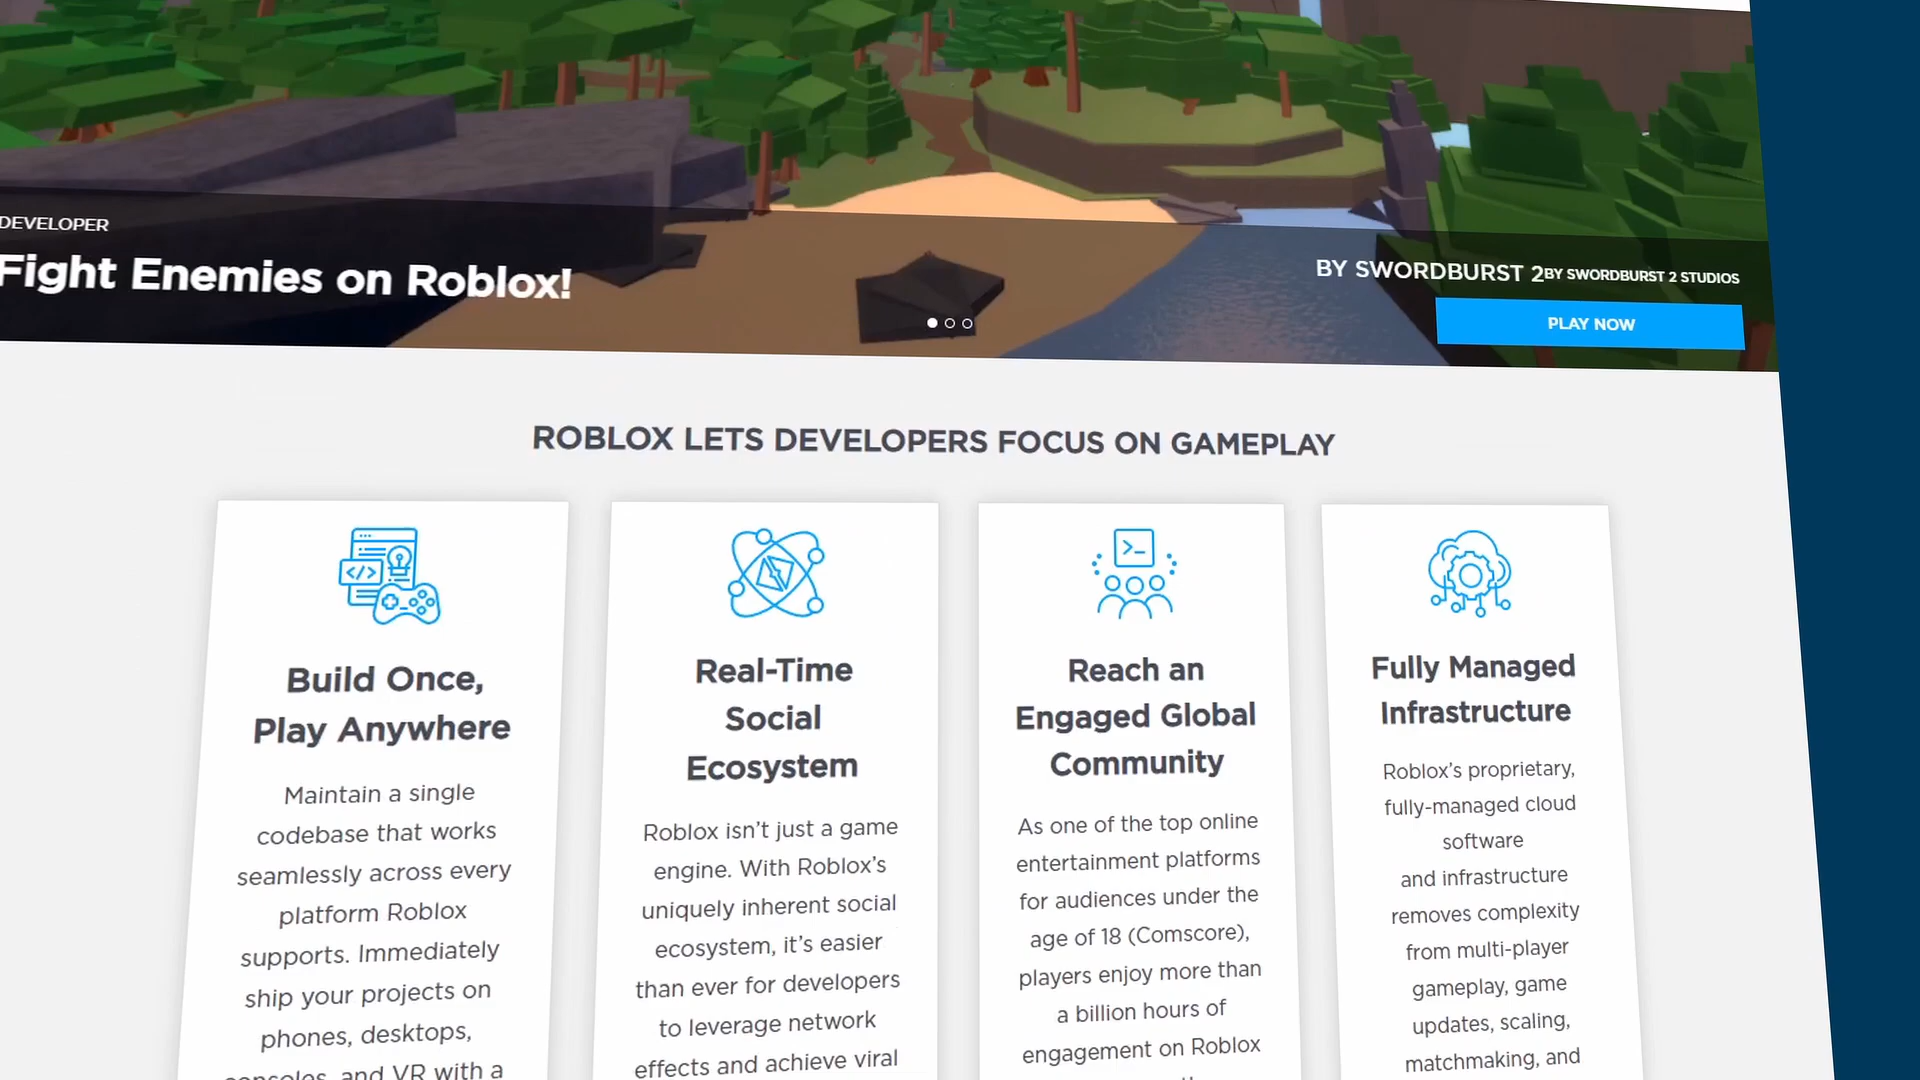 DEVELOPER
Fight Enemies on Roblox!
BY SWORDBURST 2BY SWORDBURST 2 STUDIOS
PLAY NOW
ROBLOX LETS DEVELOPERS FOCUS ON GAMEPLAY
Build Once,
Play Anywhere
Maintain a single
codebase that works
seamlessly across every
platform Roblox
supports. Immediately
ship your projects on
phones, desktops,
consoles, and VR with a
Real-Time
Social
Ecosystem
Roblox isn’t just a game
engine. With Roblox’s
uniquely inherent social
ecosystem, it’s easier
than ever for developers
to leverage network
effects and achieve viral
Reach an
Engaged Global
Community
As one of the top online
entertainment platforms
for audiences under the
age of 18 (Comscore),
players enjoy more than
a billion hours of
engagement on Roblox
Fully Managed
Infrastructure
Roblox’s proprietary,
fully-managed cloud
software
and infrastructure
removes complexity
from multi-player
gameplay, game
updates, scaling,
matchmaking, and